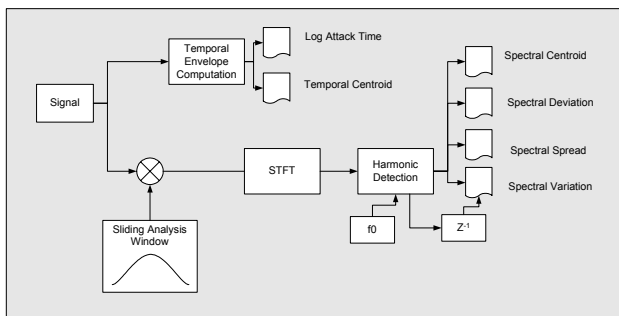 Signal
Temporal
Envelope
Computation
Log Attack Time
Temporal Centroid
Sliding Analysis
Window
STFT
Harmonic
Detection
f0
Z-1
Spectral Centroid
Spectral Deviation
Spectral Spread
Spectral Variation